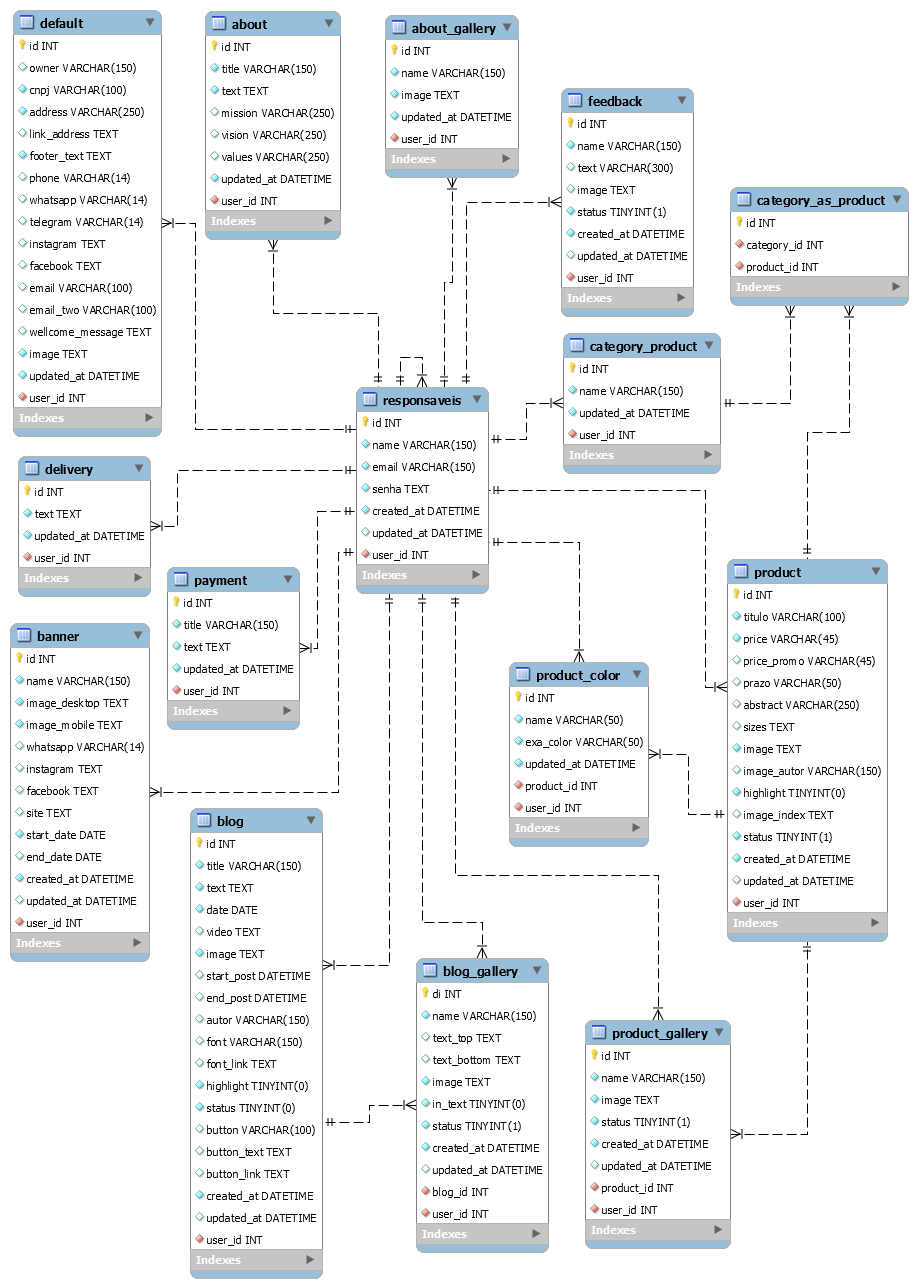 default
id INT
owner VARCHAR(150)
cnpj VARCHAR(100)
address VARCHAR(250)
link_address TEXT
footer_text TEXT
phone VARCHAR(14)
whatsapp VARCHAR(14)
telegram VARCHAR(14)
instagram TEXT
facebook TEXT
email VARCHAR(100)
email_two VARCHAR(100)
wellcome_message TEXT
image TEXT
updated_at DATETIME
user_id INT
Indexes
about
id INT
title VARCHAR(150)
text TEXT
mission VARCHAR(250)
vision VARCHAR(250)
values VARCHAR(250)
updated_at DATETIME
user_id INT
Indexes
about_gallery
id INT
name VARCHAR(150)
image TEXT
updated_at DATETIME
user_id INT
Indexes
feedback
id INT
name VARCHAR(150)
text VARCHAR(300)
image TEXT
status TINYINT(1)
created_at DATETIME
updated_at DATETIME
user_id INT
Indexes
category_as_product
id INT
category_id INT
product_id INT
Indexes
category_product
id INT
name VARCHAR(150)
updated_at DATETIME
user_id INT
Indexes
responsaveis
id INT
name VARCHAR(150)
email VARCHAR(150)
senha TEXT
created_at DATETIME
updated_at DATETIME
user_id INT
Indexes
delivery
id INT
text TEXT
updated_at DATETIME
user_id INT
Indexes
payment
id INT
title VARCHAR(150)
text TEXT
updated_at DATETIME
user_id INT
Indexes
product
id INT
titulo VARCHAR(100)
price VARCHAR(45)
price_promo VARCHAR(45)
prazo VARCHAR(50)
abstract VARCHAR(250)
sizes TEXT
image TEXT
image_autor VARCHAR(150)
highlight TINYINT(0)
image_index TEXT
status TINYINT(1)
created_at DATETIME
updated_at DATETIME
user_id INT
Indexes
banner
id INT
name VARCHAR(150)
image_desktop TEXT
image_mobile TEXT
whatsapp VARCHAR(14)
instagram TEXT
facebook TEXT
site TEXT
start_date DATE
end_date DATE
created_at DATETIME
updated_at DATETIME
user_id INT
Indexes
product_color
id INT
name VARCHAR(50)
exa_color VARCHAR(50)
updated_at DATETIME
product_id INT
user_id INT
Indexes
blog
id INT
title VARCHAR(150)
text TEXT
date DATE
video TEXT
image TEXT
start_post DATETIME
end_post DATETIME
autor VARCHAR(150)
font VARCHAR(150)
font_link TEXT
highlight TINYINT(0)
status TINYINT(0)
button VARCHAR(100)
button_text TEXT
button_link TEXT
created_at DATETIME
updated_at DATETIME
user_id INT
Indexes
blog_gallery
di INT
name VARCHAR(150)
text_top TEXT
text_bottom TEXT
image TEXT
in_text TINYINT(0)
status TINYINT(1)
created_at DATETIME
updated_at DATETIME
blog_id INT
user_id INT
Indexes
product_gallery
id INT
name VARCHAR(150)
image TEXT
status TINYINT(1)
created_at DATETIME
updated_at DATETIME
product_id INT
user_id INT
Indexes